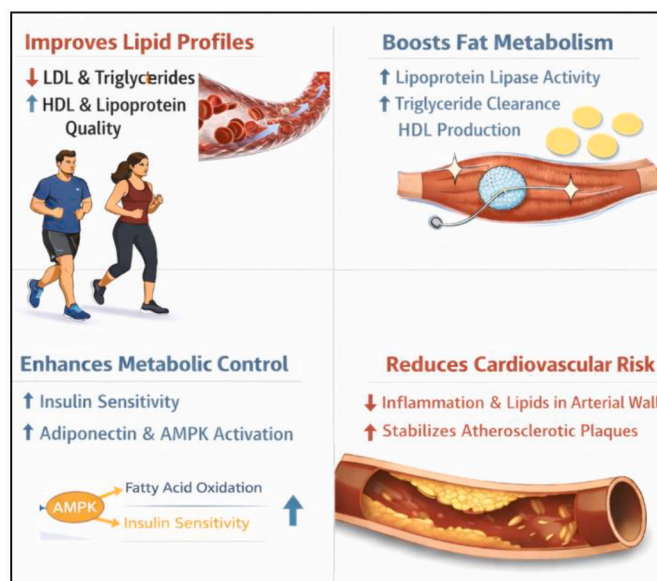 Improves Lipid Profiles
LDL & Triglycerides
HDL & Lipoprotein
Quality
Boosts Fat Metabolism
Lipoprotein Lipase Activity
Triglyceride Clearance
HDL Production
Enhances Metabolic Control
Insulin Sensitivity
Adiponectin & AMPK Activation
AMPK
Fatty Acid Oxidation
Insulin Sensitivity
Reduces Cardiovascular Risk
Inflammation & Lipids in Arterial Wall
Stabilizes Atherosclerotic Plaques